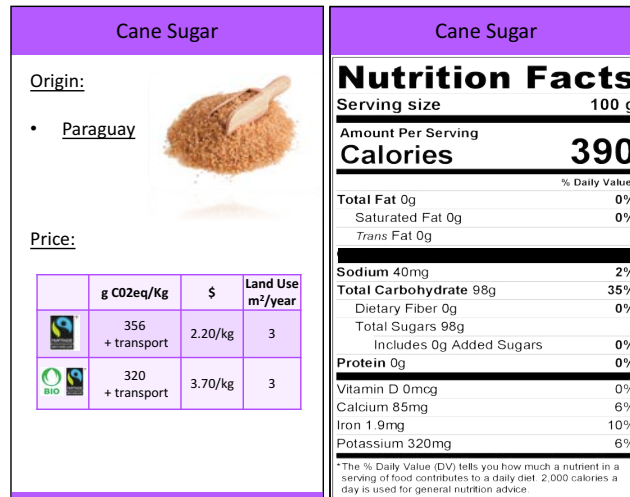 Cane Sugar
Origin:
• Paraguay
Price:
g C02eq/Kg $ Land Use m²/year
FAIRTRADE
356 + transport 2.20/kg 3
BIO
320 + transport 3.70/kg 3
Cane Sugar
Nutrition Facts
Serving size 100 g
Amount Per Serving
Calories 390
% Daily Value
Total Fat 0g 0%
Saturated Fat 0g 0%
Trans Fat 0g
Sodium 40mg 2%
Total Carbohydrate 98g 35%
Dietary Fiber 0g 0%
Total Sugars 98g
Includes 0g Added Sugars 0%
Protein 0g 0%
Vitamin D 0mcg 0%
Calcium 85mg 6%
Iron 1.9mg 10%
Potassium 320mg 6%
*The % Daily Value (DV) tells you how much a nutrient in a
serving of food contributes to a daily diet. 2,000 calories a
day is used for general nutrition advice.